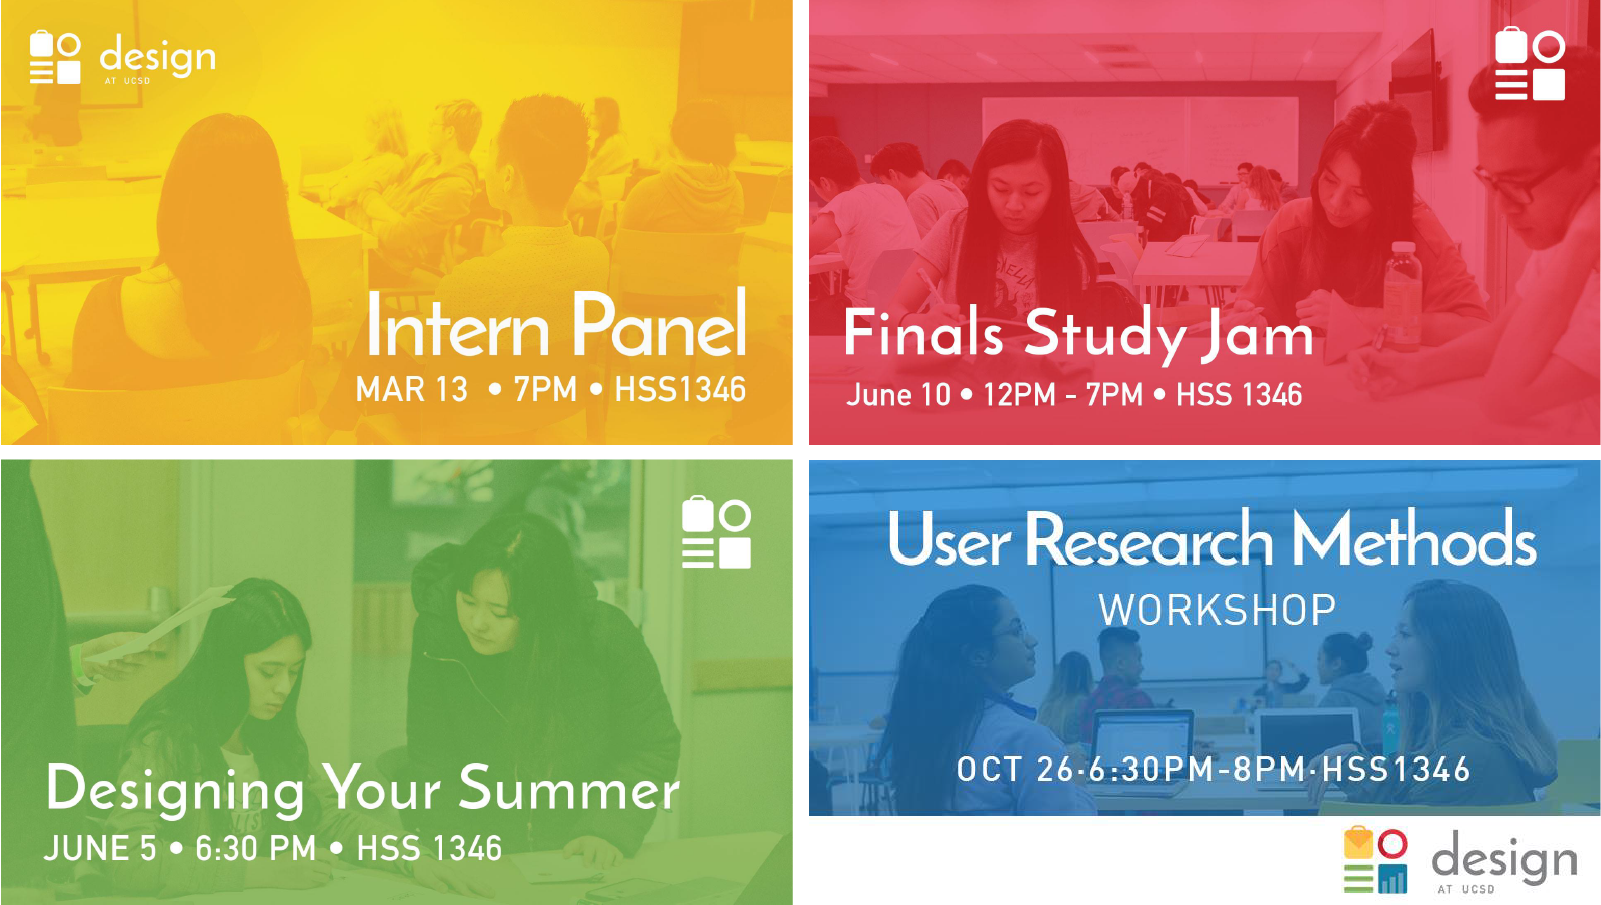 design
AT UCSD
Intern Panel
MAR 13 • 7PM • HSS1346
Finals Study Jam
June 10 • 12PM - 7PM • HSS 1346
Designing Your Summer
JUNE 5 • 6:30 PM • HSS 1346
User Research Methods
WORKSHOP
OCT 26·6:30PM-8PM·HSS1346
design
AT UCSD